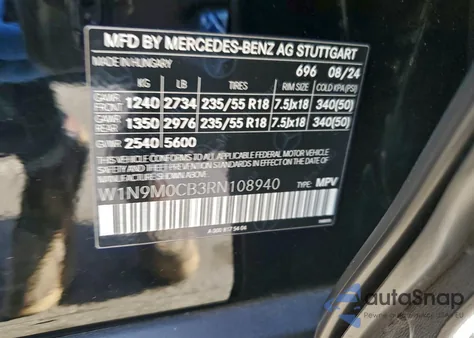 MFD BY MERCEDES-BENZ AG STUTTGART
MADE IN HUNGARY 696 08/24
KG LB TIRES RIM SIZE COLD KPA (PSI)
GAWR FRONT 1240 2734 235/55 R18 7.5Jx18 340(50)
GAWR REAR 1350 2976 235/55 R18 7.5Jx18 340(50)
GVWR 2540 5600
THIS VEHICLE CONFORMS TO ALL APPLICABLE FEDERAL MOTOR VEHICLE
SAFETY, BUMPER, AND THEFT PREVENTION STANDARDS IN EFFECT ON THE DATE OF
MANUFACTURE SHOWN ABOVE.
W1N9M0CB3RN108940 TYPE: MPV
autoSnap